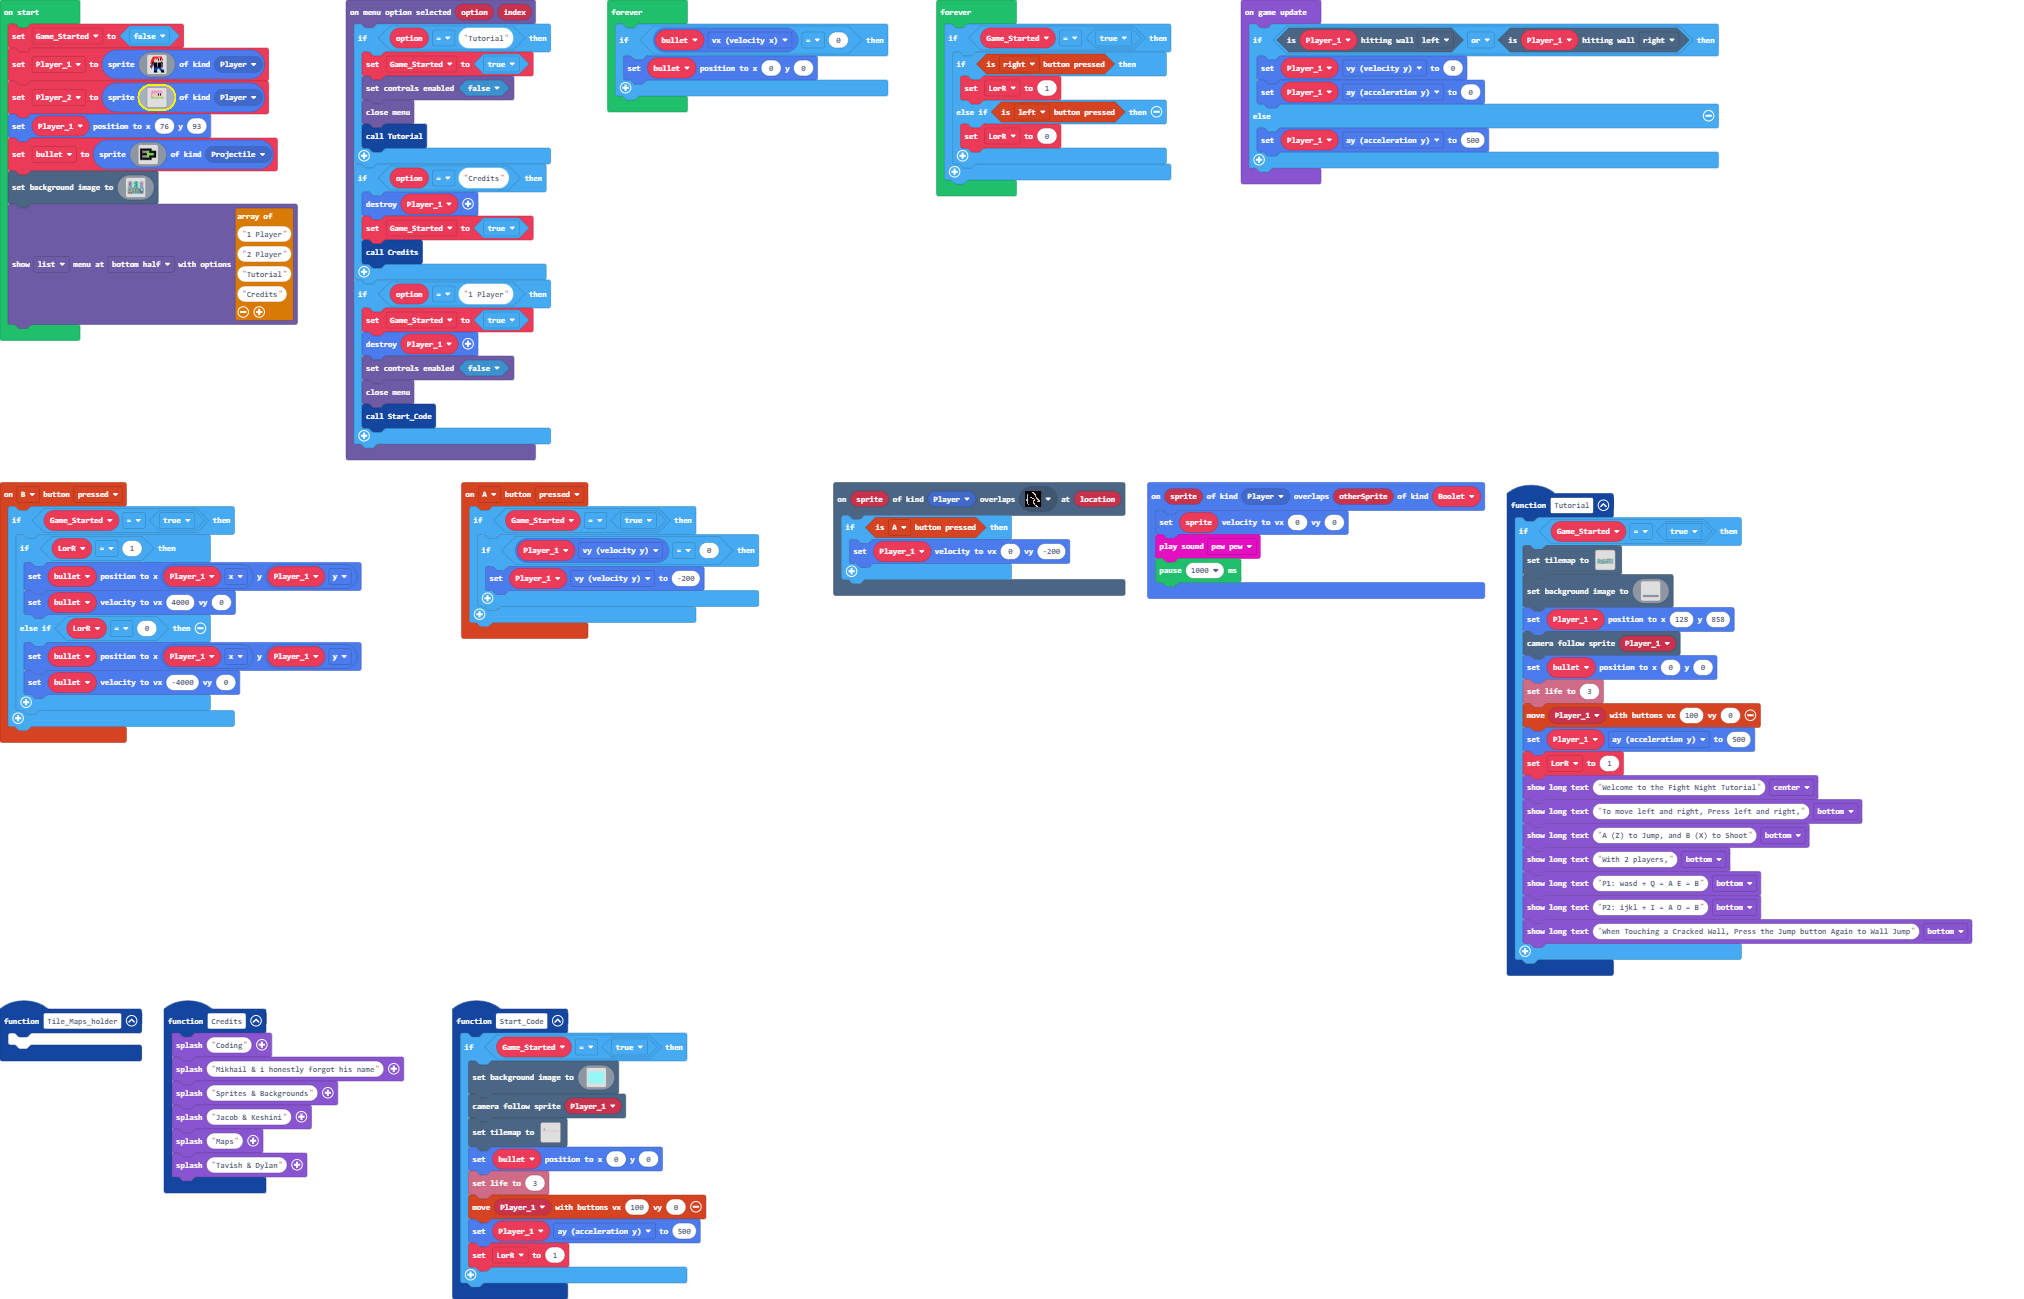 on start
set Game_Started to false
set Player_1 to sprite of kind Player
set Player_2 to sprite of kind Player
set Player_1 position to x 76 y 93
set bullet to sprite of kind Projectile
set background image to
show list menu at bottom half with options
array of
"1 Player"
"2 Player"
"Tutorial"
"Credits"
on menu option selected option index
if option = "Tutorial" then
set Game_Started to true
set controls enabled false
close menu
call Tutorial
if option = "Credits" then
destroy Player_1
set Game_Started to true
call Credits
if option = "1 Player" then
set Game_Started to true
destroy Player_1
set controls enabled false
close menu
call Start_Code
forever
if bullet vx (velocity x) = 0 then
set bullet position to x 0 y 0
forever
if Game_Started = true then
if is right button pressed then
set LorR to 1
else if is left button pressed then
set LorR to 0
on game update
if is Player_1 hitting wall left or is Player_1 hitting wall right then
set Player_1 vy (velocity y) to 0
set Player_1 ay (acceleration y) to 0
else
set Player_1 ay (acceleration y) to 500
on B button pressed
if Game_Started = true then
if LorR = 1 then
set bullet position to x Player_1 x y Player_1 y
set bullet velocity to vx 4000 vy 0
else if LorR = 0 then
set bullet position to x Player_1 x y Player_1 y
set bullet velocity to vx -4000 vy 0
on A button pressed
if Game_Started = true then
if Player_1 vy (velocity y) = 0 then
set Player_1 vy (velocity y) to -200
on sprite of kind Player overlaps at location
if is A button pressed then
set Player_1 velocity to vx 0 vy -200
on sprite of kind Player overlaps otherSprite of kind Boolet
set sprite velocity to vx 0 vy 0
play sound pew pew
pause 1000 ms
function Tutorial
if Game_Started = true then
set tilemap to
set background image to
set Player_1 position to x 128 y 858
camera follow sprite Player_1
set bullet position to x 0 y 0
set life to 3
move Player_1 with buttons vx 100 vy 0
set Player_1 ay (acceleration y) to 500
set LorR to 1
show long text "Welcome to the Fight Night Tutorial" center
show long text "To move left and right, Press left and right," bottom
show long text "A (Z) to Jump, and B (X) to Shoot" bottom
show long text "With 2 players," bottom
show long text "P1: wasd + Q = A E = B" bottom
show long text "P2: ijkl + I = A O = B" bottom
show long text "When Touching a Cracked Wall, Press the Jump button Again to Wall Jump" bottom
function Tile_Maps_holder
function Credits
splash "Coding"
splash "Mikhail & i honestly forgot his name"
splash "Sprites & Backgrounds"
splash "Jacob & Keshini"
splash "Maps"
splash "Tavish & Dylan"
function Start_Code
if Game_Started = true then
set background image to
camera follow sprite Player_1
set tilemap to
set bullet position to x 0 y 0
set life to 3
move Player_1 with buttons vx 100 vy 0
set Player_1 ay (acceleration y) to 500
set LorR to 1